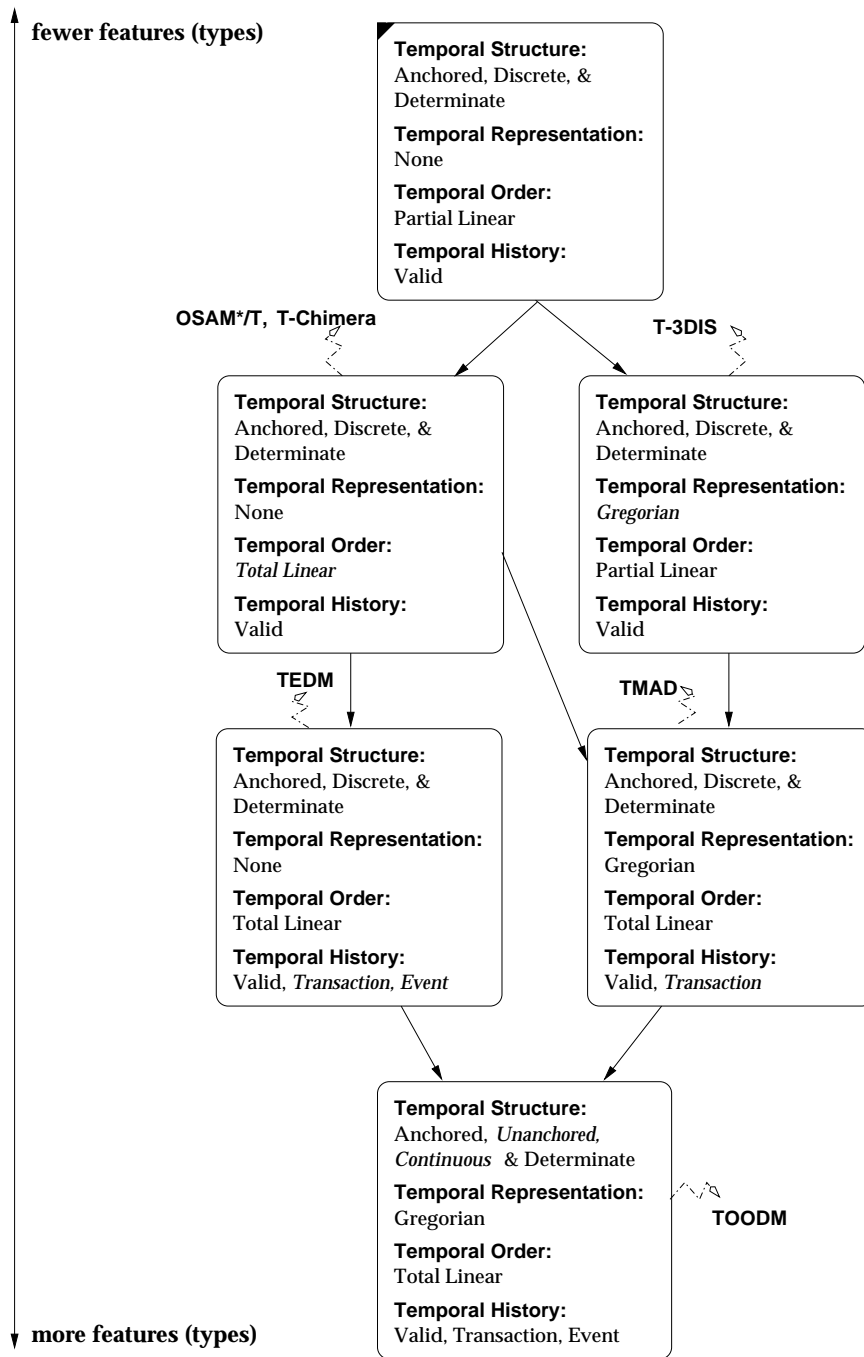 fewer features (types)
Temporal Structure:
Anchored, Discrete, &
Determinate
Temporal Representation:
None
Temporal Order:
Partial Linear
Temporal History:
Valid
OSAM*/T, T-Chimera
T-3DIS
Temporal Structure:
Anchored, Discrete, &
Determinate
Temporal Representation:
None
Temporal Order:
Total Linear
Temporal History:
Valid
Temporal Structure:
Anchored, Discrete, &
Determinate
Temporal Representation:
Gregorian
Temporal Order:
Partial Linear
Temporal History:
Valid
TEDM
TMAD
Temporal Structure:
Anchored, Discrete, &
Determinate
Temporal Representation:
None
Temporal Order:
Total Linear
Temporal History:
Valid, Transaction, Event
Temporal Structure:
Anchored, Discrete, &
Determinate
Temporal Representation:
Gregorian
Temporal Order:
Total Linear
Temporal History:
Valid, Transaction
Temporal Structure:
Anchored, Unanchored,
Continuous & Determinate
Temporal Representation:
Gregorian
Temporal Order:
Total Linear
Temporal History:
Valid, Transaction, Event
TOODM
more features (types)